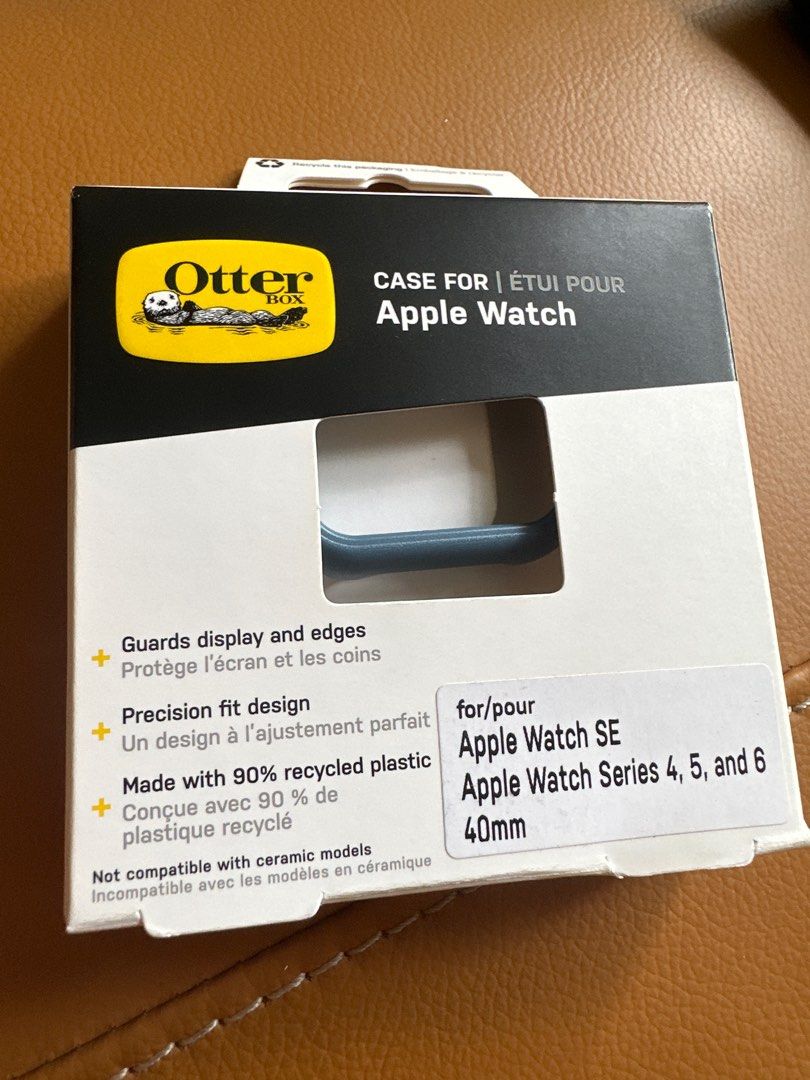 Recycle this packaging | Emballage à recycler
Otter
BOX
CASE FOR | ÉTUI POUR
Apple Watch
+ Guards display and edges
Protège l'écran et les coins
+ Precision fit design
Un design à l'ajustement parfait
+ Made with 90% recycled plastic
Conçue avec 90 % de
plastique recyclé
Not compatible with ceramic models
Incompatible avec les modèles en céramique
for/pour
Apple Watch SE
Apple Watch Series 4, 5, and 6
40mm